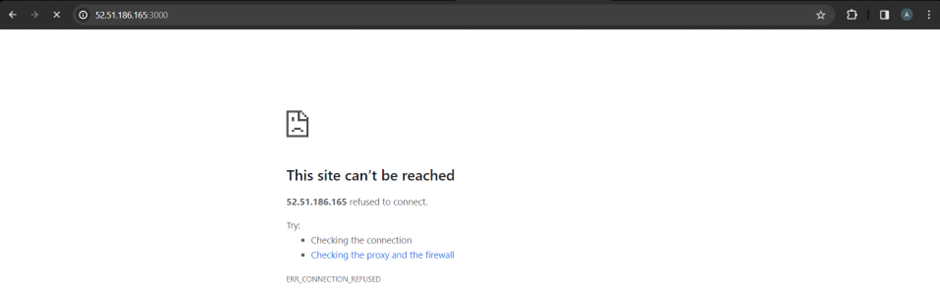 52.51.186.165:3000
A
This site can't be reached
52.51.186.165 refused to connect.
Try:
• Checking the connection
• Checking the proxy and the firewall
ERR_CONNECTION_REFUSED